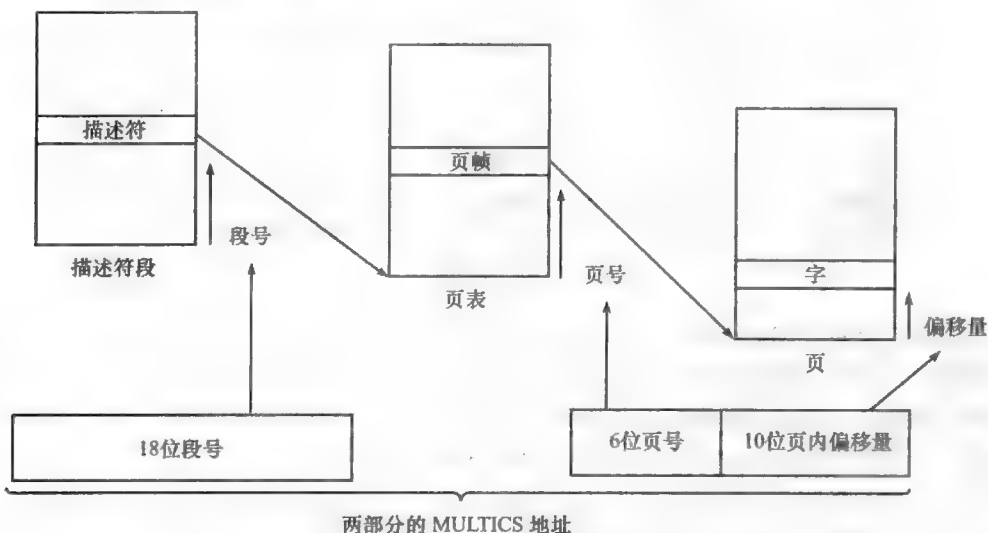 描述符
页帧
段号
描述符段
页号
字
页表
偏移量
页
18位段号
6位页号
10位页内偏移量
两部分的 MULTICS 地址